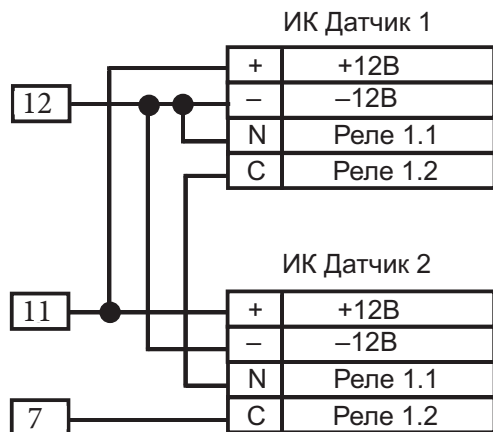 ИК Датчик 1
+ +12В
12 – –12В
N Реле 1.1
C Реле 1.2
ИК Датчик 2
11 + +12В
– –12В
N Реле 1.1
7 C Реле 1.2